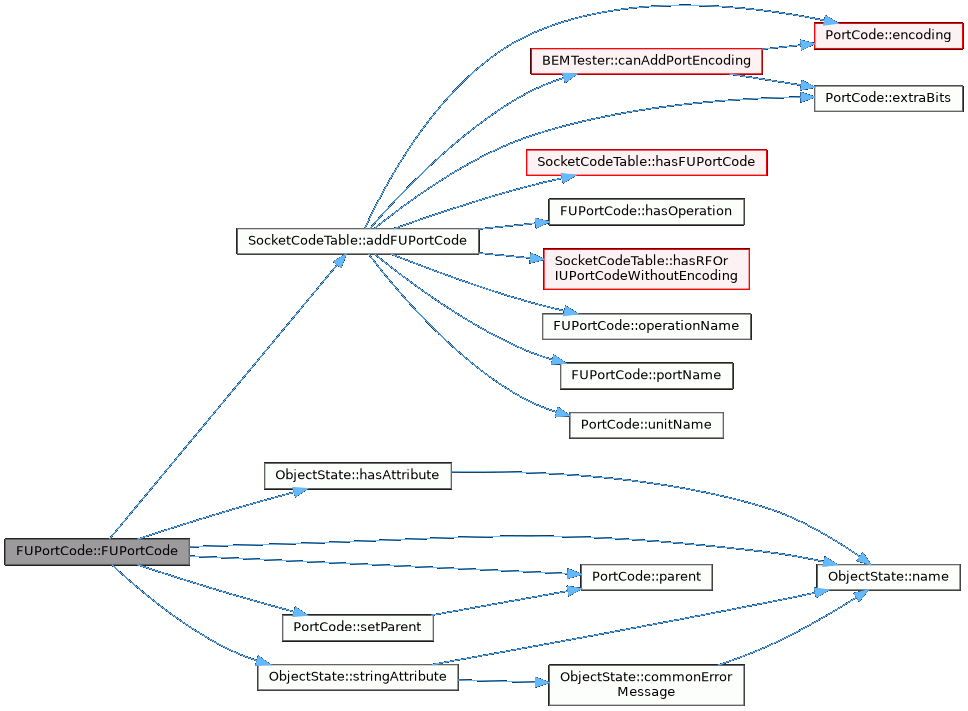 PortCode::encoding
BEMTester::canAddPortEncoding
PortCode::extraBits
SocketCodeTable::hasFUPortCode
FUPortCode::hasOperation
SocketCodeTable::addFUPortCode
SocketCodeTable::hasRFOr
IUPortCodeWithoutEncoding
FUPortCode::operationName
FUPortCode::portName
PortCode::unitName
ObjectState::hasAttribute
FUPortCode::FUPortCode
PortCode::parent
ObjectState::name
PortCode::setParent
ObjectState::stringAttribute
ObjectState::commonError
Message